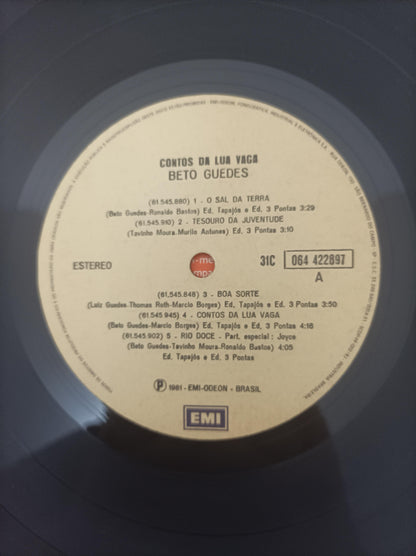 CONTOS DA LUA VAGA
BETO GUEDES
(61.545.880) 1 - O SAL DA TERRA
(Beto Guedes-Ronaldo Bastos) Ed. Tapajós e Ed. 3 Pontas 3:29
(61.545.910) 2 - TESOURO DA JUVENTUDE
(Tavinho Moura-Murilo Antunes) Ed. 3 Pontas 3:10
ESTEREO
31C 064 422897
A
(61.545.848) 3 - BOA SORTE
(Luiz Guedes-Thomas Roth-Marcio Borges) Ed. Tapajós e Ed. 3 Pontas 3:50
(61.545.945) 4 - CONTOS DA LUA VAGA
(Beto Guedes-Marcio Borges) Ed. Tapajós e Ed. 3 Pontas 4:16
(61.545.902) 5 - RIO DOCE - Part. especial: Joyce
(Beto Guedes-Tavinho Moura-Ronaldo Bastos) 4:05
Ed. Tapajós e Ed. 3 Pontas
Ⓟ 1981 - EMI-ODEON - BRASIL
EMI